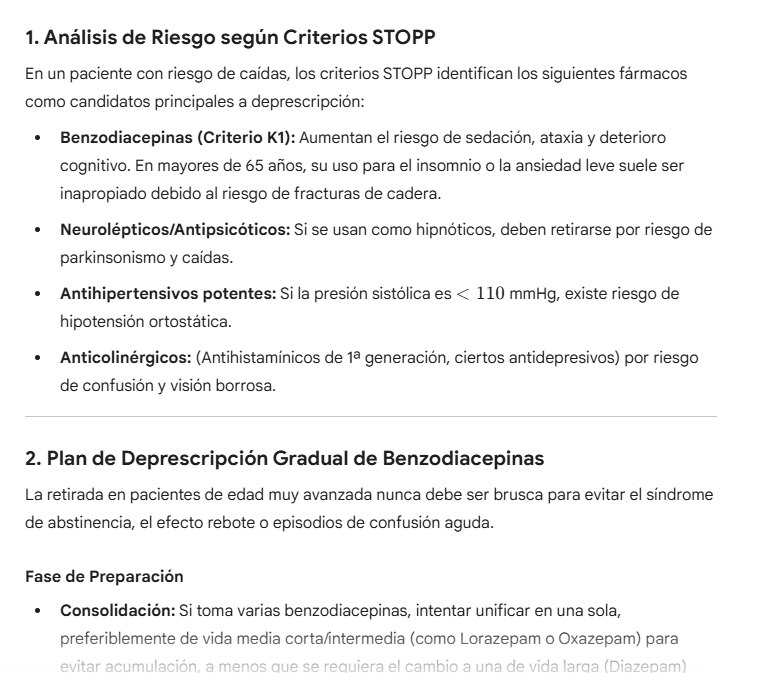 1. Análisis de Riesgo según Criterios STOPP
En un paciente con riesgo de caídas, los criterios STOPP identifican los siguientes fármacos
como candidatos principales a deprescripción:
• Benzodiacepinas (Criterio K1): Aumentan el riesgo de sedación, ataxia y deterioro
cognitivo. En mayores de 65 años, su uso para el insomnio o la ansiedad leve suele ser
inapropiado debido al riesgo de fracturas de cadera.
• Neurolépticos/Antipsicóticos: Si se usan como hipnóticos, deben retirarse por riesgo de
parkinsonismo y caídas.
• Antihipertensivos potentes: Si la presión sistólica es < 110 mmHg, existe riesgo de
hipotensión ortostática.
• Anticolinérgicos: (Antihistamínicos de 1ª generación, ciertos antidepresivos) por riesgo
de confusión y visión borrosa.
2. Plan de Deprescripción Gradual de Benzodiacepinas
La retirada en pacientes de edad muy avanzada nunca debe ser brusca para evitar el síndrome
de abstinencia, el efecto rebote o episodios de confusión aguda.
Fase de Preparación
• Consolidación: Si toma varias benzodiacepinas, intentar unificar en una sola,
preferiblemente de vida media corta/intermedia (como Lorazepam o Oxazepam) para
evitar acumulación, a menos que se requiera el cambio a una de vida larga (Diazepam)